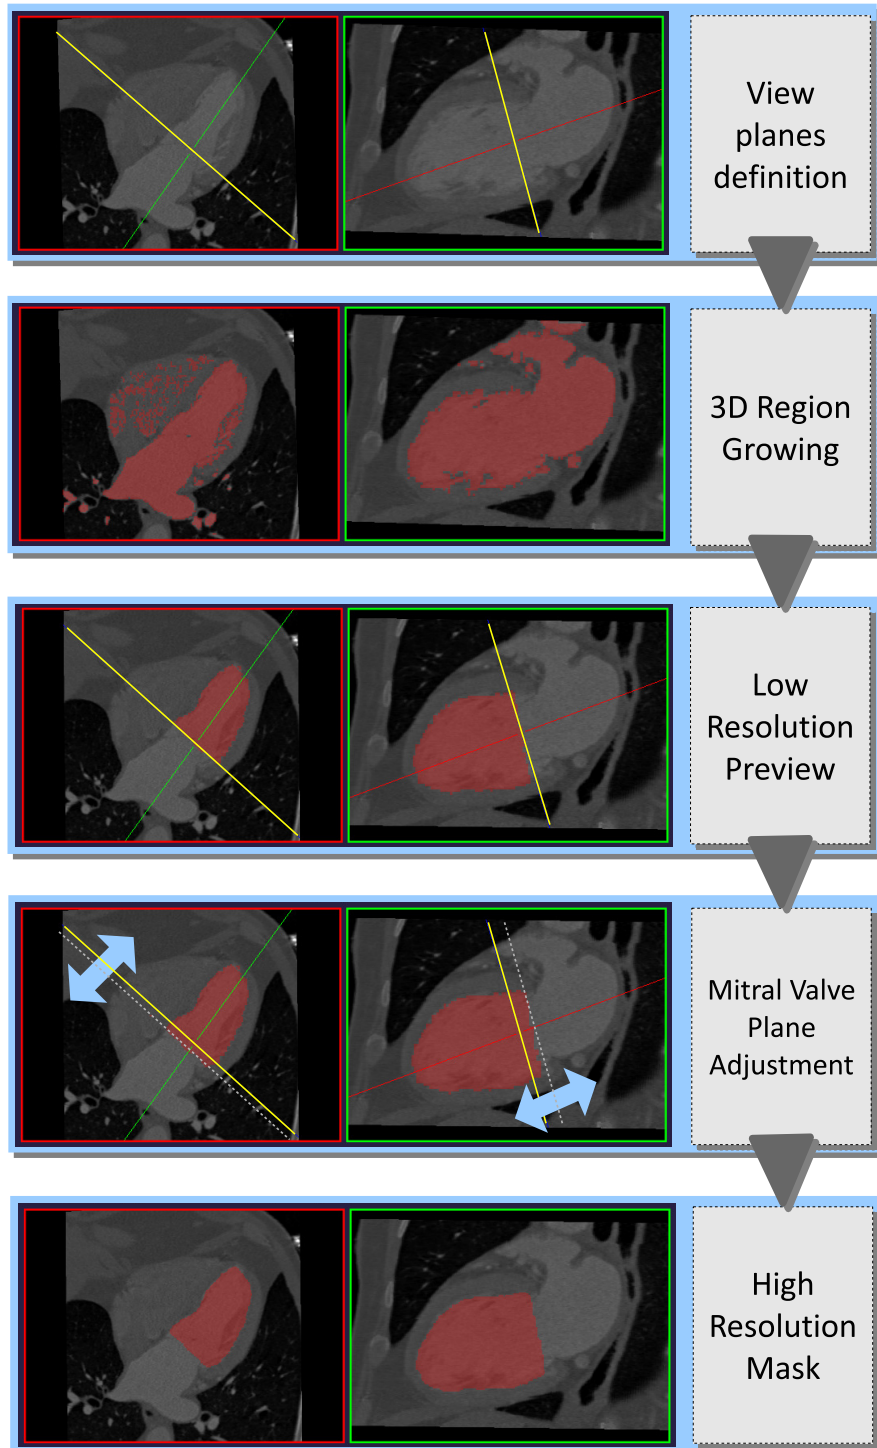 View
planes
definition
3D Region
Growing
Low
Resolution
Preview
Mitral Valve
Plane
Adjustment
High
Resolution
Mask